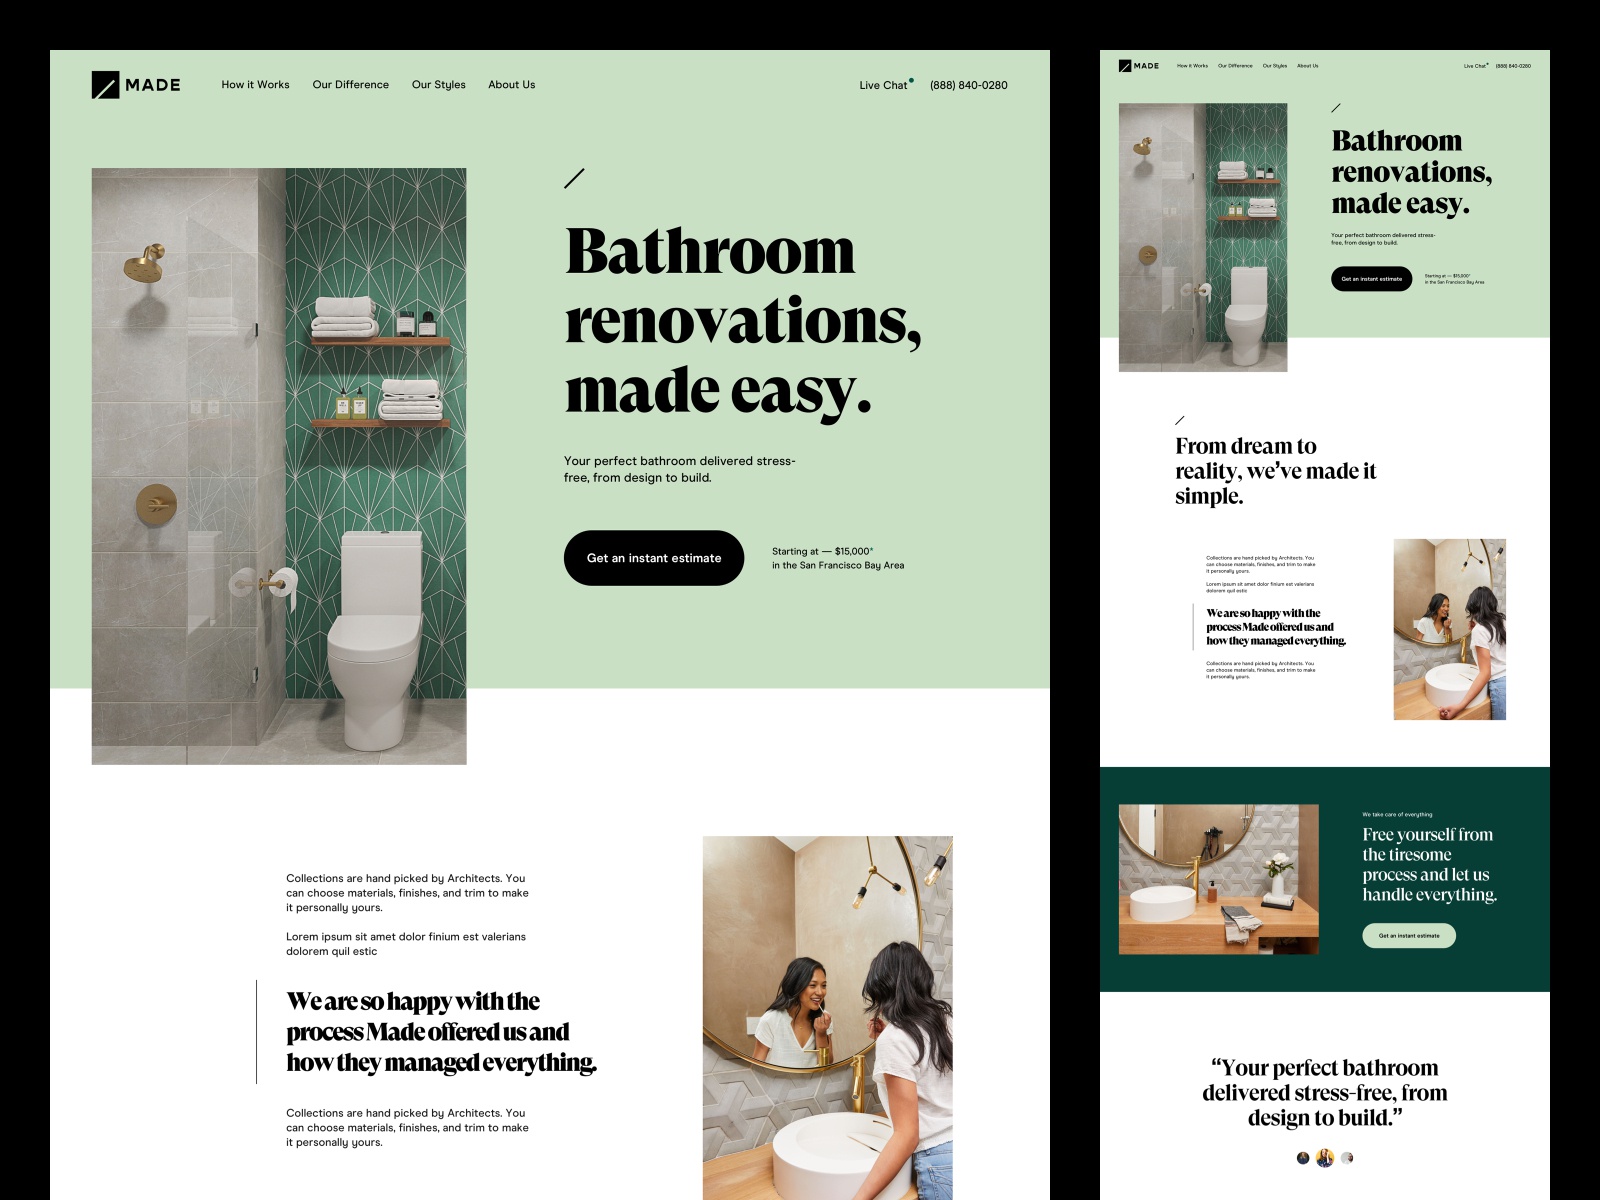 MADE
How it Works
Our Difference
Our Styles
About Us
Live Chat
(888) 840-0280
Bathroom
renovations,
made easy.
Your perfect bathroom delivered stress-
free, from design to build.
Get an instant estimate
Starting at — $15,000*
in the San Francisco Bay Area
Collections are hand picked by Architects. You
can choose materials, finishes, and trim to make
it personally yours.
Lorem ipsum sit amet dolor finium est valerians
dolorem quil estic
We are so happy with the
process Made offered us and
how they managed everything.
Collections are hand picked by Architects. You
can choose materials, finishes, and trim to make
it personally yours.
MADE
How it Works
Our Difference
Our Styles
About Us
Live Chat
(888) 840-0280
Bathroom
renovations,
made easy.
Your perfect bathroom delivered stress-
free, from design to build.
Get an instant estimate
Starting at — $15,000*
in the San Francisco Bay Area
From dream to
reality, we’ve made it
simple.
Collections are hand picked by Architects. You
can choose materials, finishes, and trim to make
it personally yours.
Lorem ipsum sit amet dolor finium est valerians
dolorem quil estic
We are so happy with the
process Made offered us and
how they managed everything.
Collections are hand picked by Architects. You
can choose materials, finishes, and trim to make
it personally yours.
We take care of everything
Free yourself from
the tiresome
process and let us
handle everything.
Get an instant estimate
“Your perfect bathroom
delivered stress-free, from
design to build.”